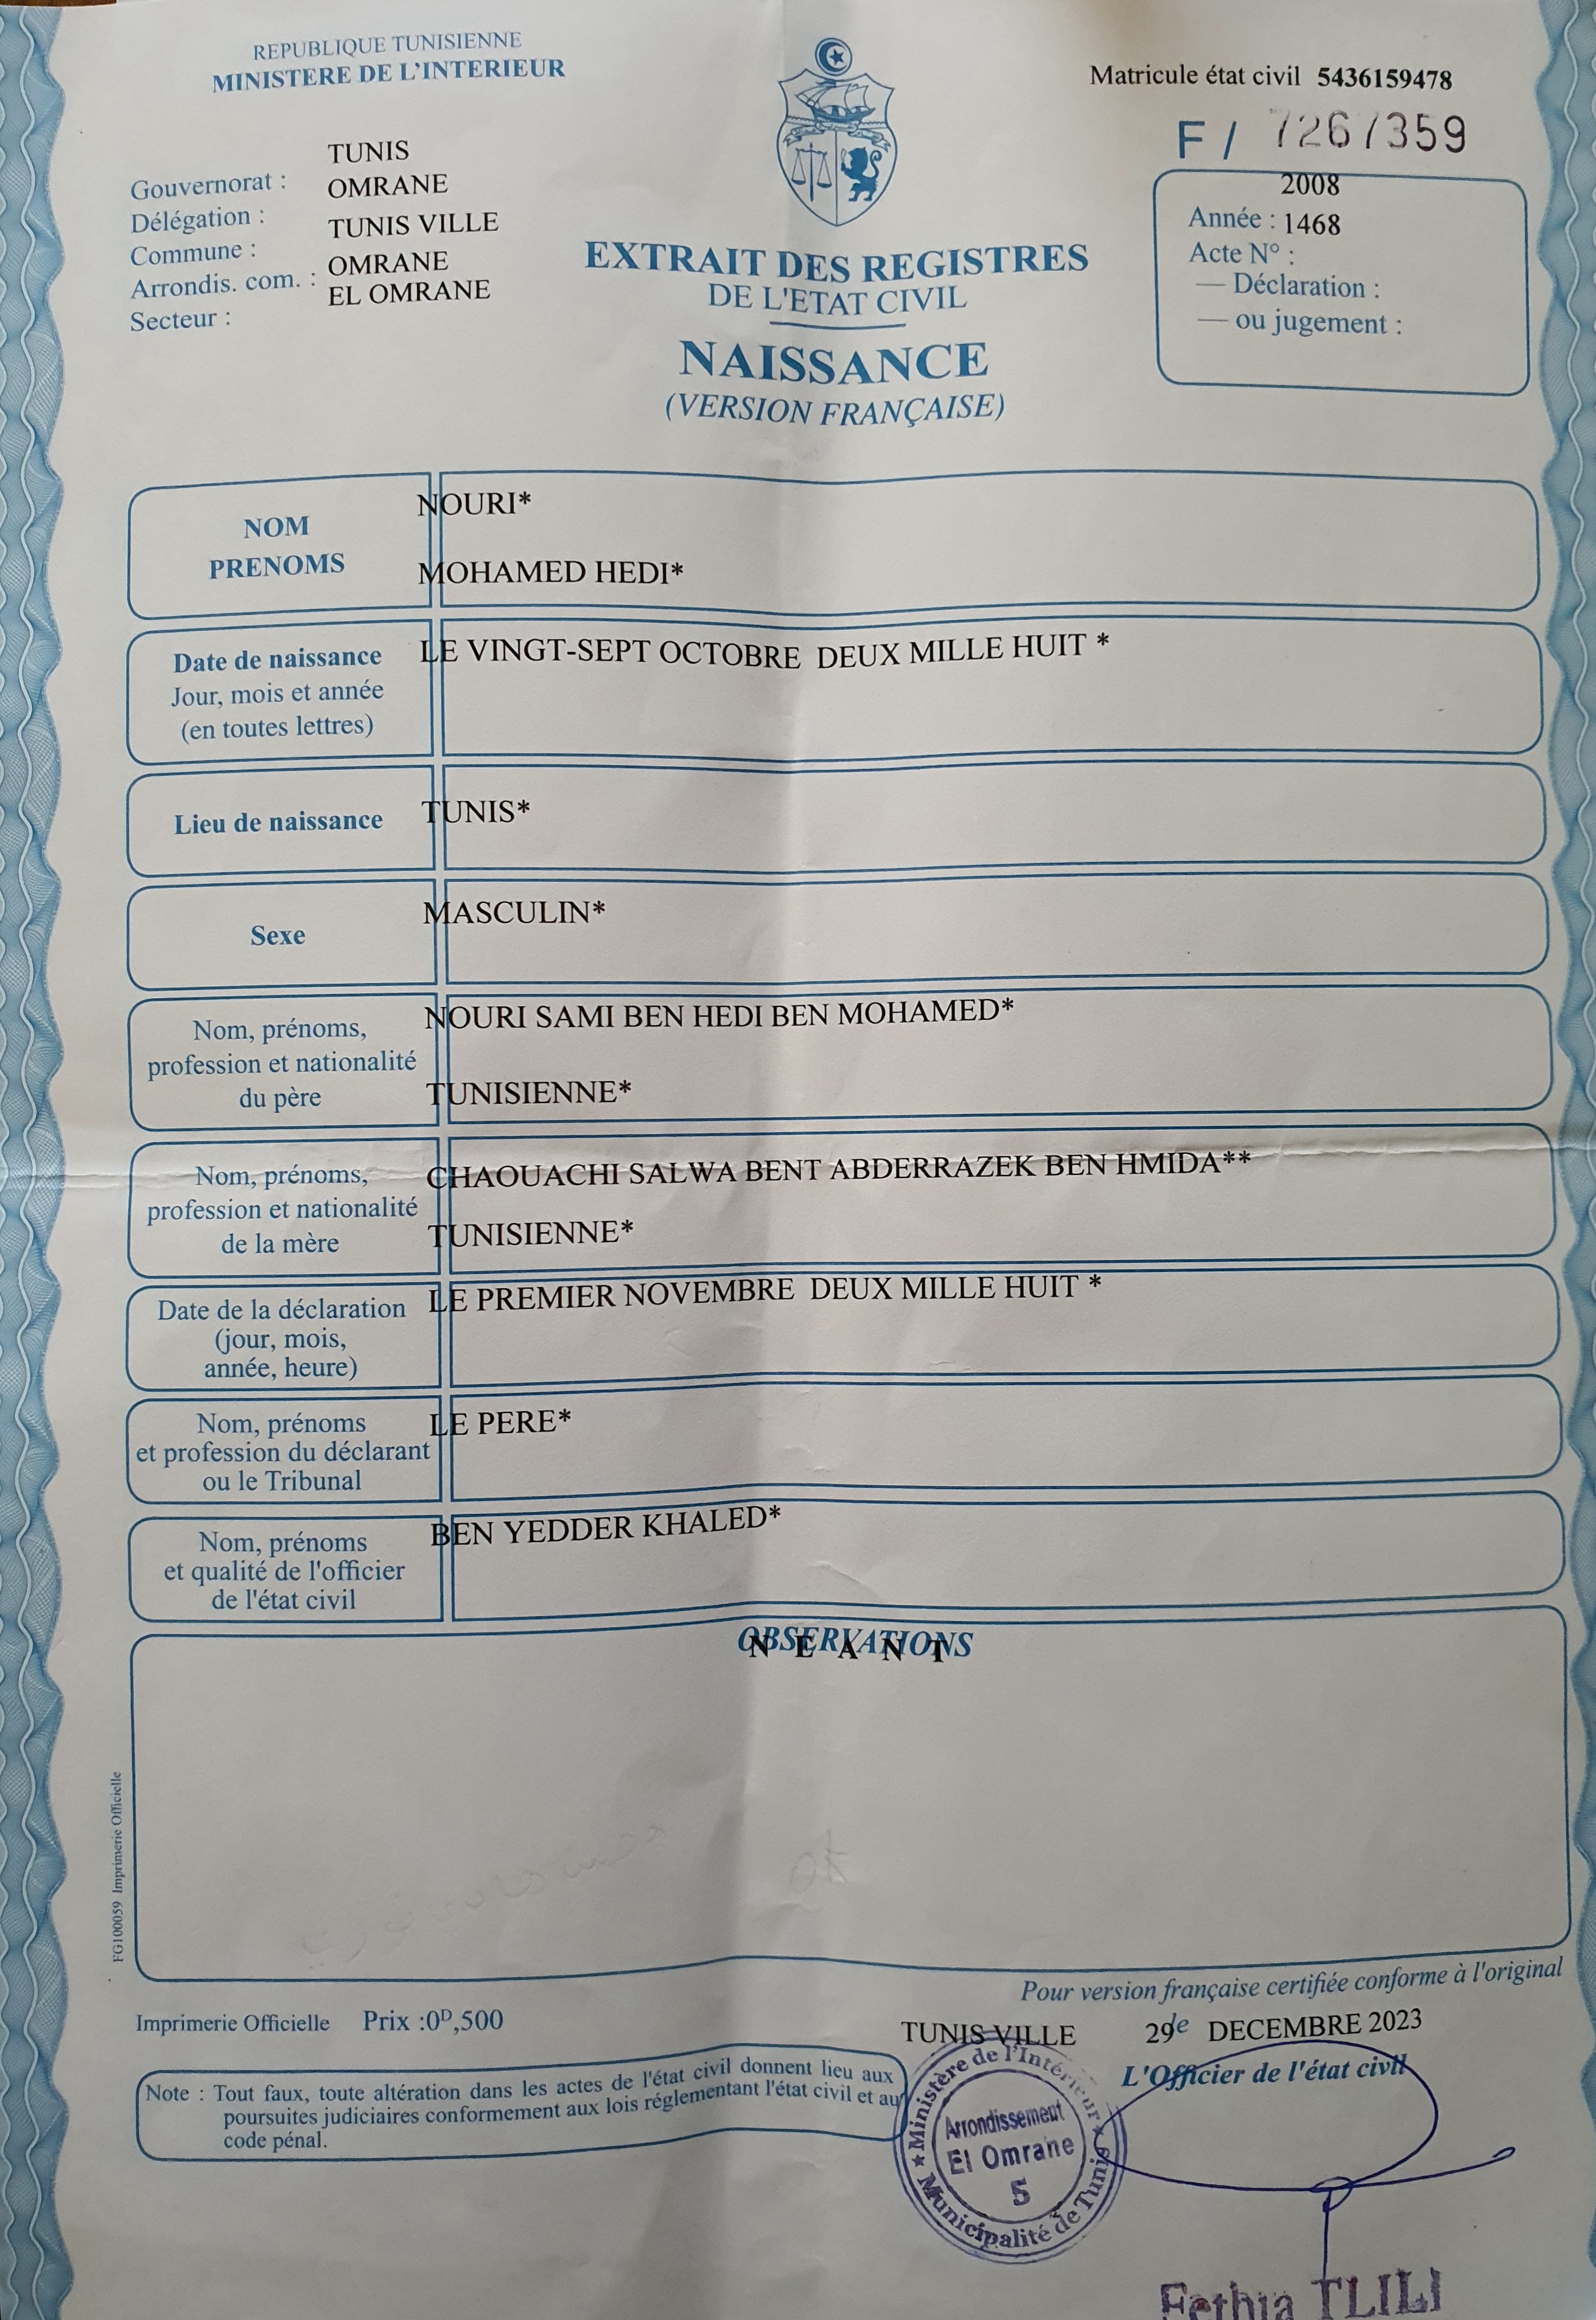 REPUBLIQUE TUNISIENNE
MINISTERE DE L'INTERIEUR
Matricule état civil 5436159478
F / 7267359
TUNIS
Gouvernorat :
OMRANE
Délégation :
TUNIS VILLE
Commune :
OMRANE
Arrondis. com. :
EL OMRANE
Secteur :
2008
Année :
1468
Acte N° :
— Déclaration :
— ou jugement :
EXTRAIT DES REGISTRES
DE L'ETAT CIVIL
NAISSANCE
(VERSION FRANÇAISE)
NOM
PRENOMS
NOURI*
MOHAMED HEDI*
Date de naissance
Jour, mois et année
(en toutes lettres)
LE VINGT-SEPT OCTOBRE DEUX MILLE HUIT *
Lieu de naissance
TUNIS*
Sexe
MASCULIN*
Nom, prénoms,
profession et nationalité
du père
NOURI SAMI BEN HEDI BEN MOHAMED*
TUNISIENNE*
Nom, prénoms,
profession et nationalité
de la mère
CHAOUACHI SALWA BENT ABDERRAZEK BEN HMIDA**
TUNISIENNE*
Date de la déclaration
(jour, mois,
année, heure)
LE PREMIER NOVEMBRE DEUX MILLE HUIT *
Nom, prénoms
et profession du déclarant
ou le Tribunal
LE PERE*
Nom, prénoms
et qualité de l'officier
de l'état civil
BEN YEDDER KHALED*
OBSERVATIONS
N E A N T
FG100059 Imprimerie Officielle
Pour version française certifiée conforme à l'original
Imprimerie Officielle Prix :0ᴰ,500
TUNIS VILLE 29 le DECEMBRE 2023
L'Officier de l'état civil
Note : Tout faux, toute altération dans les actes de l'état civil donnent lieu aux
poursuites judiciaires conformement aux lois réglementant l'état civil et au
code pénal.
★ Ministère de l'Intérieur ★
Arrondissement
El Omrane
5
Municipalité de Tunis
Fethia TLILI